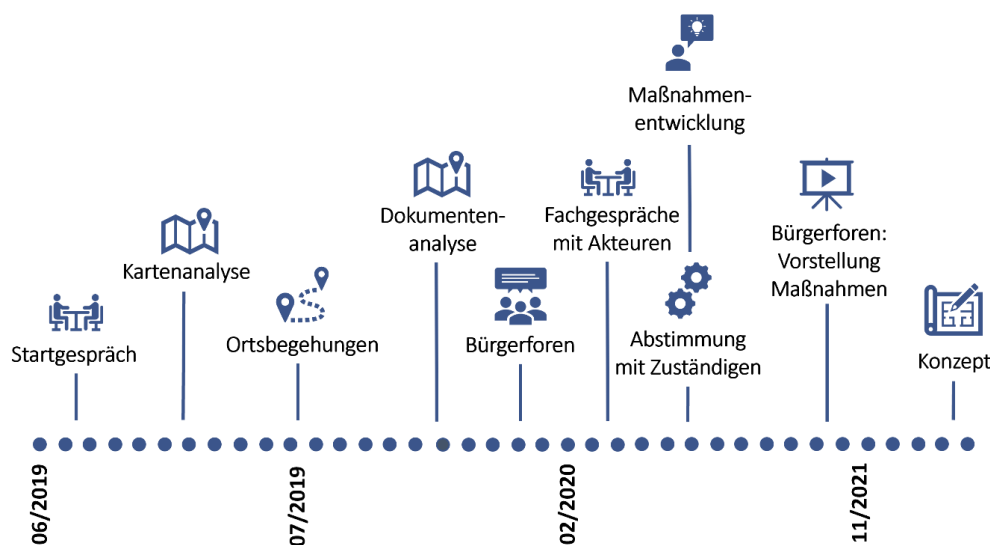 Startgespräch
Kartenanalyse
Ortsbegehungen
Dokumenten-
analyse
Bürgerforen
Fachgespräche
mit Akteuren
Maßnahmen-
entwicklung
Abstimmung
mit Zuständigen
Bürgerforen:
Vorstellung
Maßnahmen
Konzept
06/2019
07/2019
02/2020
11/2021